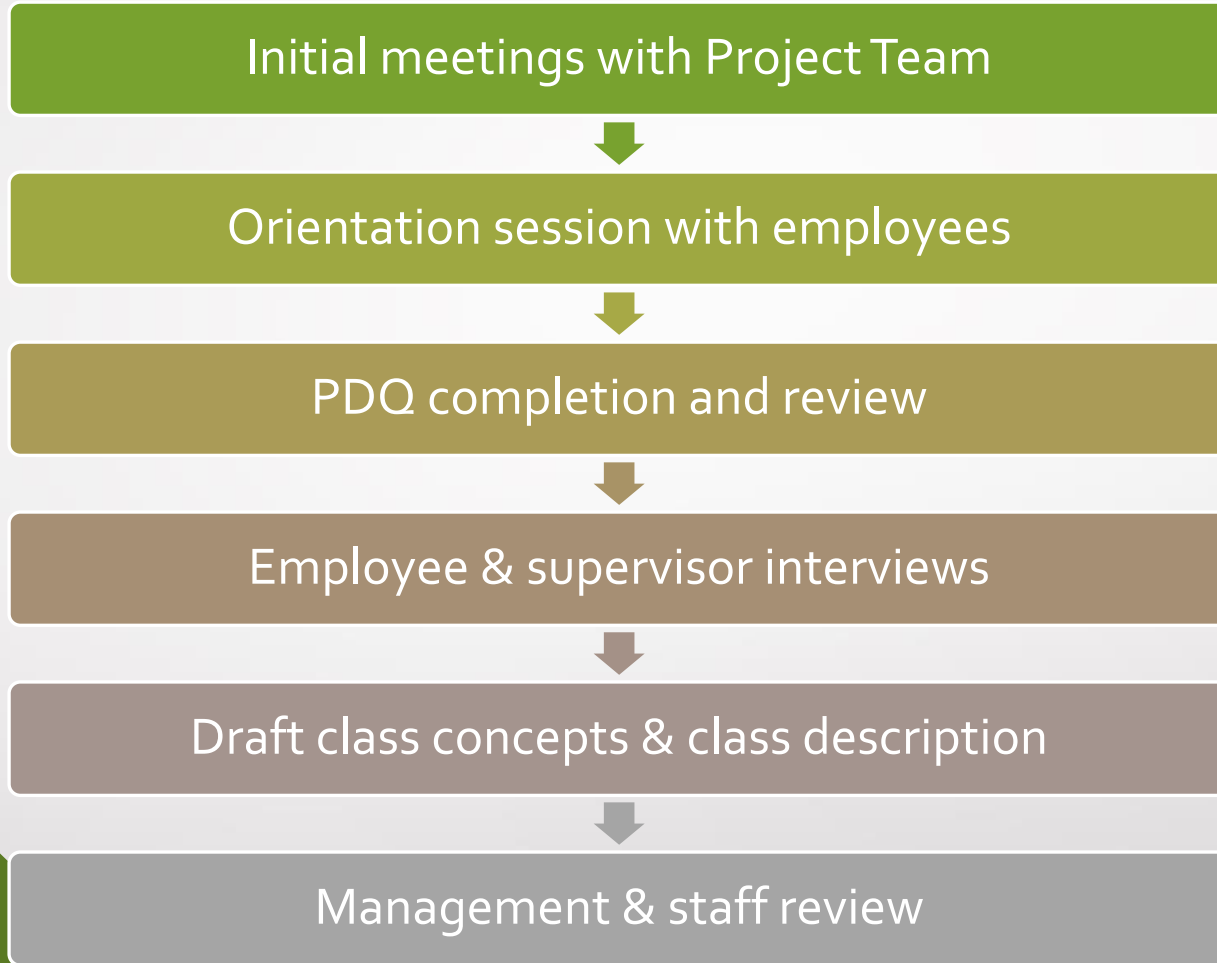 Initial meetings with Project Team
Orientation session with employees
PDQ completion and review
Employee & supervisor interviews
Draft class concepts & class description
Management & staff review